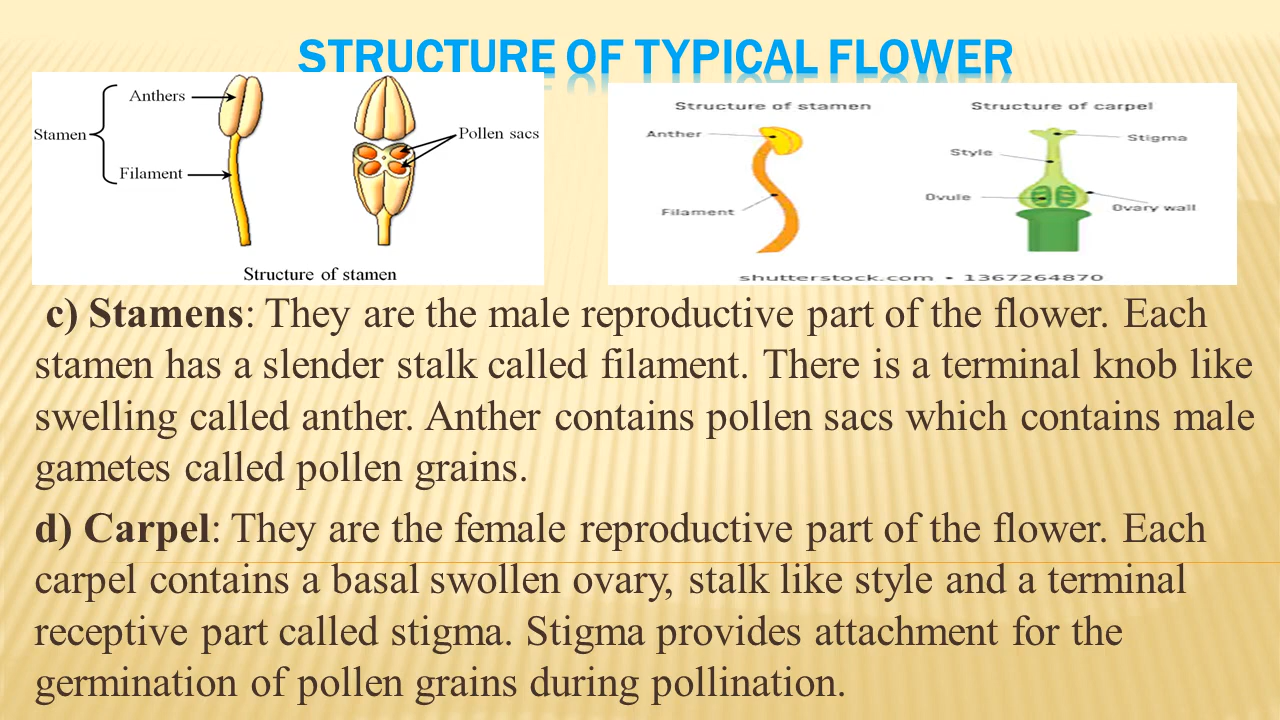 STRUCTURE OF TYPICAL FLOWER
Anthers
Stamen
Filament
Pollen sacs
Structure of stamen
Structure of stamen
Anther
Filament
Structure of carpel
Stigma
Style
Ovule
Ovary wall
shutterstock.com • 1367264870
c) Stamens: They are the male reproductive part of the flower. Each
stamen has a slender stalk called filament. There is a terminal knob like
swelling called anther. Anther contains pollen sacs which contains male
gametes called pollen grains.
d) Carpel: They are the female reproductive part of the flower. Each
carpel contains a basal swollen ovary, stalk like style and a terminal
receptive part called stigma. Stigma provides attachment for the
germination of pollen grains during pollination.